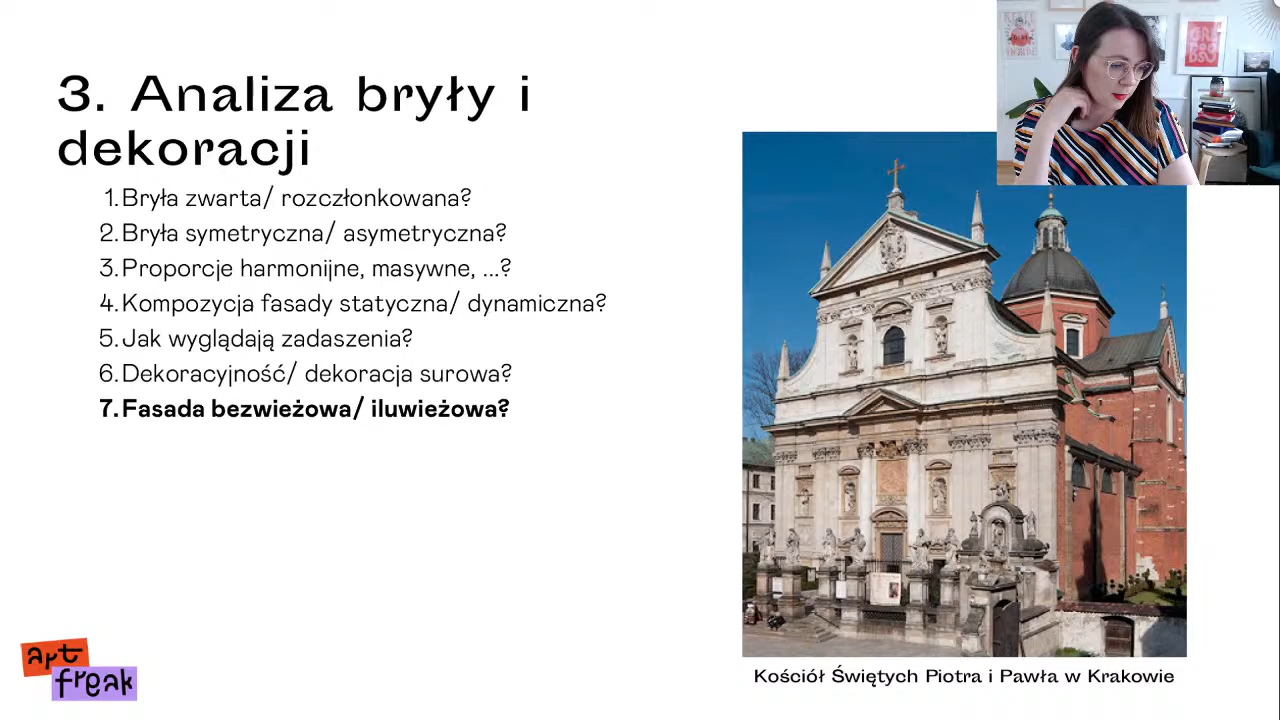 3. Analiza bryły i
dekoracji
1. Bryła zwarta/ rozczłonkowana?
2. Bryła symetryczna/ asymetryczna?
3. Proporcje harmonijne, masywne, ...?
4. Kompozycja fasady statyczna/ dynamiczna?
5. Jak wyglądają zadaszenia?
6. Dekoracyjność/ dekoracja surowa?
7. Fasada bezwieżowa/ iluwieżowa?
Kościół Świętych Piotra i Pawła w Krakowie
art
freak